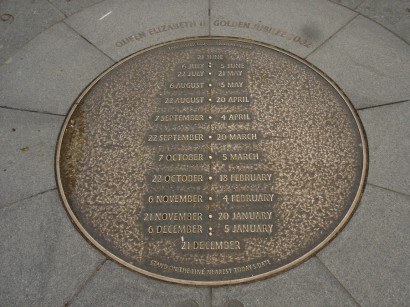 QUEEN ELIZABETH II GOLDEN JUBILEE 2002
21 JUNE
6 JULY • 5 JUNE
22 JULY • 21 MAY
6 AUGUST • 5 MAY
22 AUGUST • 20 APRIL
7 SEPTEMBER • 4 APRIL
22 SEPTEMBER • 20 MARCH
7 OCTOBER • 5 MARCH
22 OCTOBER • 18 FEBRUARY
6 NOVEMBER • 4 FEBRUARY
21 NOVEMBER • 20 JANUARY
6 DECEMBER • 5 JANUARY
21 DECEMBER
STAND ON THE LINE NEAREST TODAY'S DATE